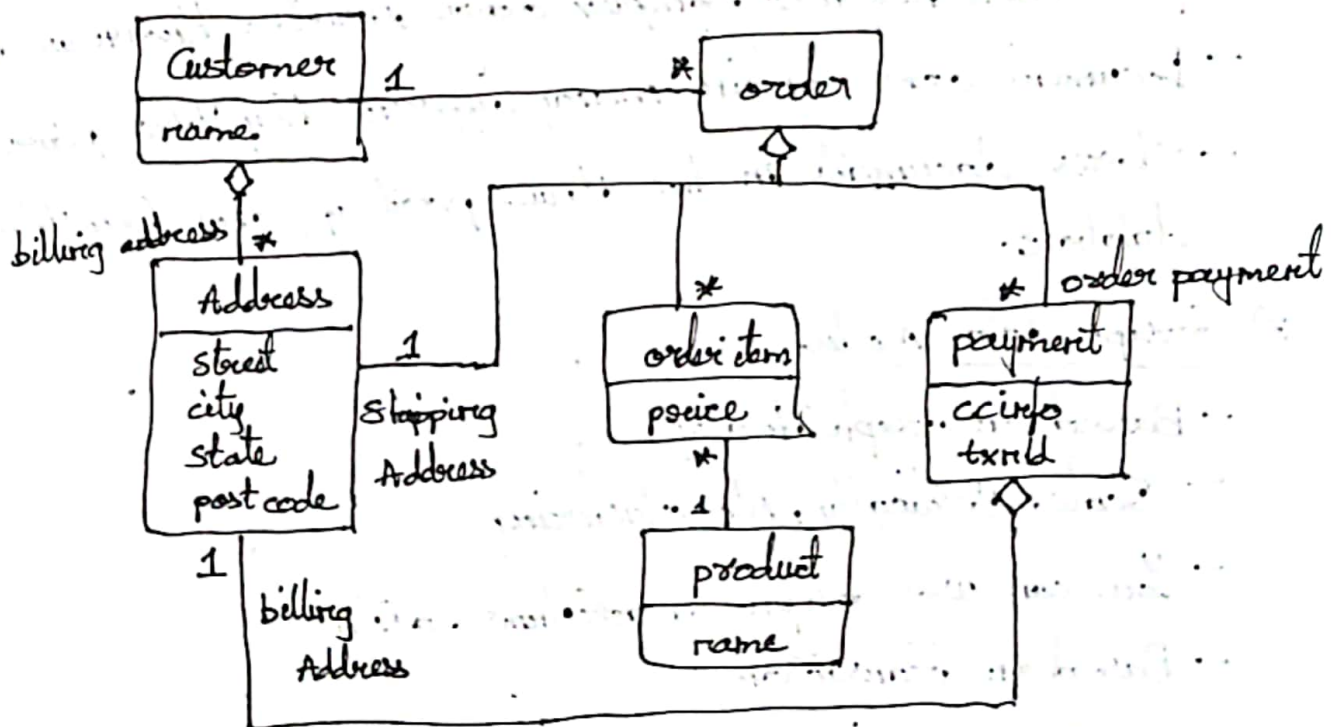 Customer
name
1
*
order
billing address
*
Address
street
city
state
post code
1
Shipping
Address
*
order item
price
*
order payment
payment
ccinfo
txnId
*
1
product
name
1
billing
Address